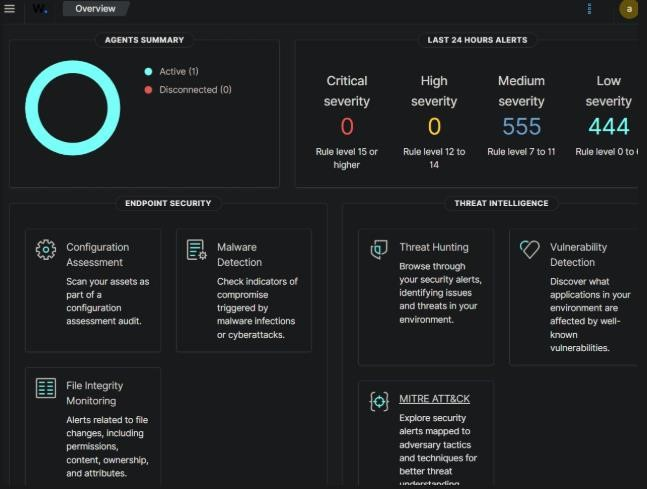 W.
Overview
a
AGENTS SUMMARY
Active (1)
Disconnected (0)
LAST 24 HOURS ALERTS
Critical
severity
0
Rule level 15 or
higher
High
severity
0
Rule level 12 to
14
Medium
severity
555
Rule level 7 to 11
Low
severity
444
Rule level 0 to
ENDPOINT SECURITY
Configuration
Assessment
Scan your assets as
part of a
configuration
assessment audit.
Malware
Detection
Check indicators of
compromise
triggered by
malware infections
or cyberattacks.
File Integrity
Monitoring
Alerts related to file
changes, including
permissions,
content, ownership,
and attributes.
THREAT INTELLIGENCE
Threat Hunting
Browse through
your security alerts,
identifying issues
and threats in your
environment.
Vulnerability
Detection
Discover what
applications in your
environment are
affected by well-
known
vulnerabilities.
MITRE ATT&CK
Explore security
alerts mapped to
adversary tactics
and techniques for
better threat
understanding